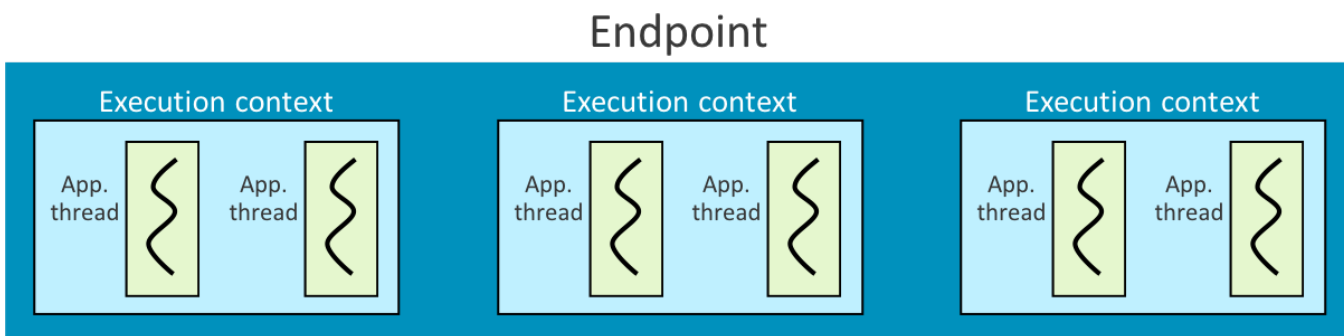 Endpoint
Execution context
App.
thread
App.
thread
Execution context
App.
thread
App.
thread
Execution context
App.
thread
App.
thread